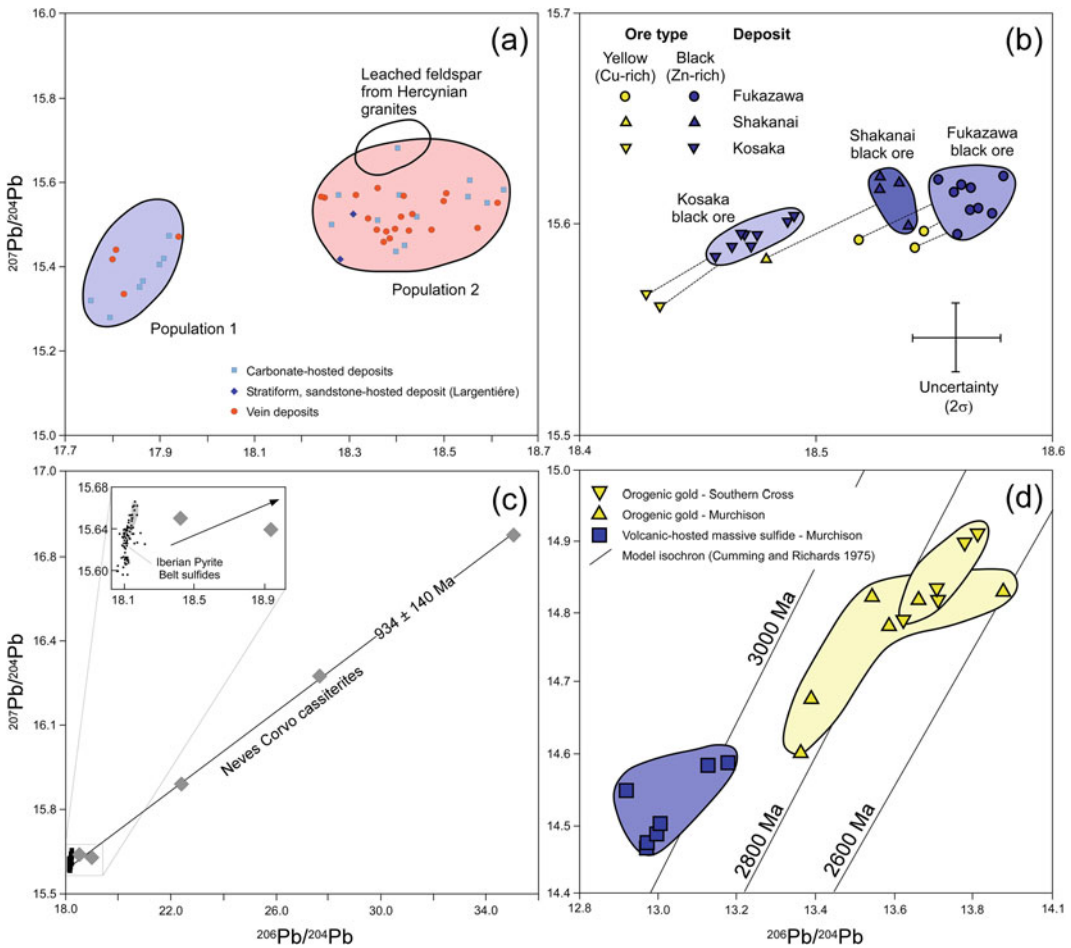 (a)
16.0
15.8
15.6
15.4
15.2
15.0
207Pb/204Pb
Leached feldspar
from Hercynian
granites
Population 2
Population 1
Carbonate-hosted deposits
Stratiform, sandstone-hosted deposit (Largentiére)
Vein deposits
17.7
17.9
18.1
18.3
18.5
18.7
(b)
15.7
15.6
15.5
Ore type
Deposit
Yellow
(Cu-rich)
Black
(Zn-rich)
Fukazawa
Shakanai
Kosaka
Shakanai
black ore
Fukazawa
black ore
Kosaka
black ore
Uncertainty
(2σ)
18.4
18.5
18.6
(c)
17.0
16.8
16.4
16.1
15.8
15.5
207Pb/204Pb
15.68
15.64
15.60
Iberian Pyrite
Belt sulfides
18.1
18.5
18.9
934 ± 140 Ma
Neves Corvo cassiterites
18.0
22.0
26.0
30.0
34.0
206Pb/204Pb
(d)
15.0
14.9
14.8
14.7
14.6
14.5
14.4
Orogenic gold - Southern Cross
Orogenic gold - Murchison
Volcanic-hosted massive sulfide - Murchison
Model isochron (Cumming and Richards 1975)
3000 Ma
2800 Ma
2600 Ma
12.8
13.0
13.2
13.4
13.6
13.8
14.1
206Pb/204Pb